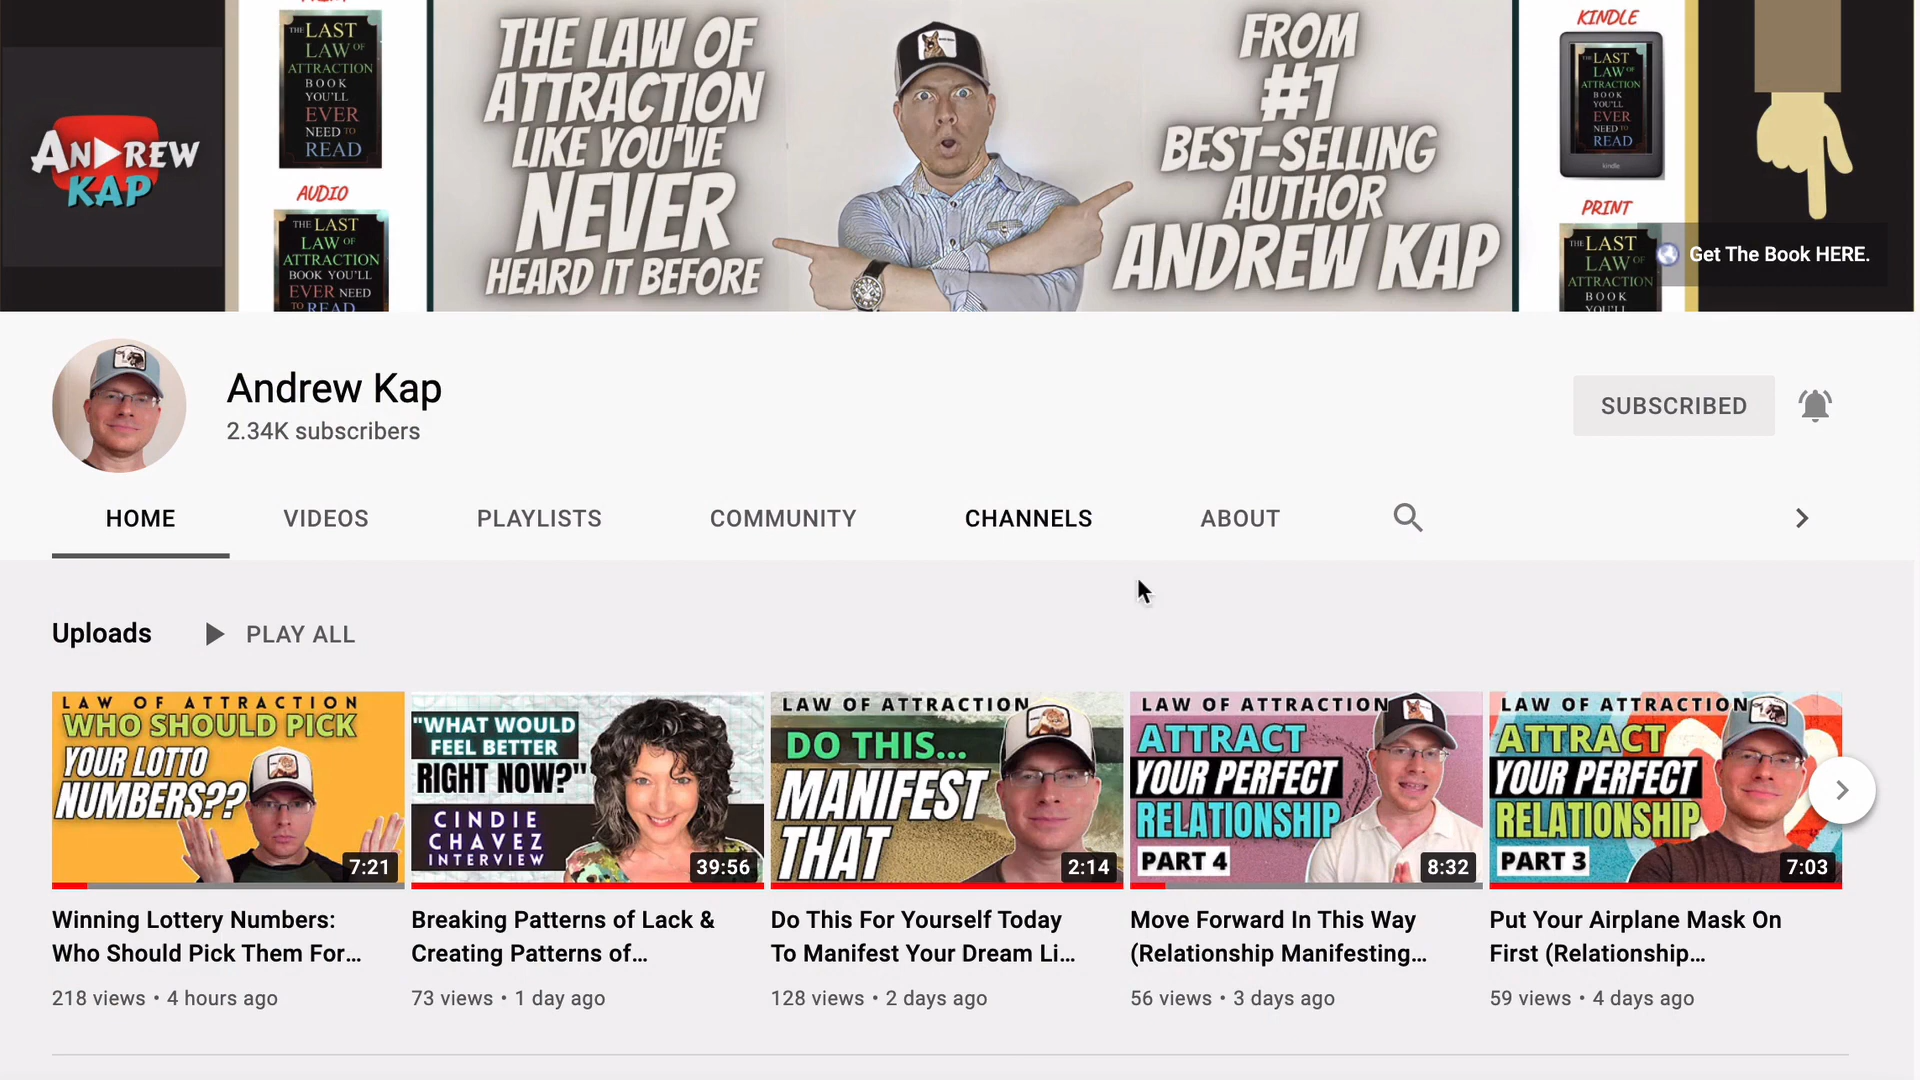 ANDREW
KAP
PRINT
THE LAST
LAW OF
ATTRACTION
BOOK
YOU'LL
EVER
NEED TO
READ
AUDIO
THE LAST
LAW OF
ATTRACTION
BOOK YOU'LL
EVER NEED
TO READ
THE LAW OF
ATTRACTION
LIKE YOU'VE
NEVER
HEARD IT BEFORE
FROM
#1
BEST-SELLING
AUTHOR
ANDREW KAP
KINDLE
THE LAST
LAW OF
ATTRACTION
BOOK
YOU'LL
EVER
NEED TO
READ
kindle
PRINT
THE LAST
LAW OF
ATTRACTION
BOOK
YOU'LL
Get The Book HERE.
Andrew Kap
2.34K subscribers
SUBSCRIBED
HOME VIDEOS PLAYLISTS COMMUNITY CHANNELS ABOUT
Uploads PLAY ALL
LAW OF ATTRACTION
WHO SHOULD PICK
YOUR LOTTO
NUMBERS??
7:21
"WHAT WOULD
FEEL BETTER
RIGHT NOW?"
CINDIE
CHAVEZ
INTERVIEW
39:56
LAW OF ATTRACTION
DO THIS...
MANIFEST
THAT
2:14
LAW OF ATTRACTION
ATTRACT
YOUR PERFECT
RELATIONSHIP
PART 4
8:32
LAW OF ATTRACTION
ATTRACT
YOUR PERFECT
RELATIONSHIP
PART 3
7:03
Winning Lottery Numbers:
Who Should Pick Them For...
218 views • 4 hours ago
Breaking Patterns of Lack &
Creating Patterns of...
73 views • 1 day ago
Do This For Yourself Today
To Manifest Your Dream Li...
128 views • 2 days ago
Move Forward In This Way
(Relationship Manifesting...
56 views • 3 days ago
Put Your Airplane Mask On
First (Relationship...
59 views • 4 days ago